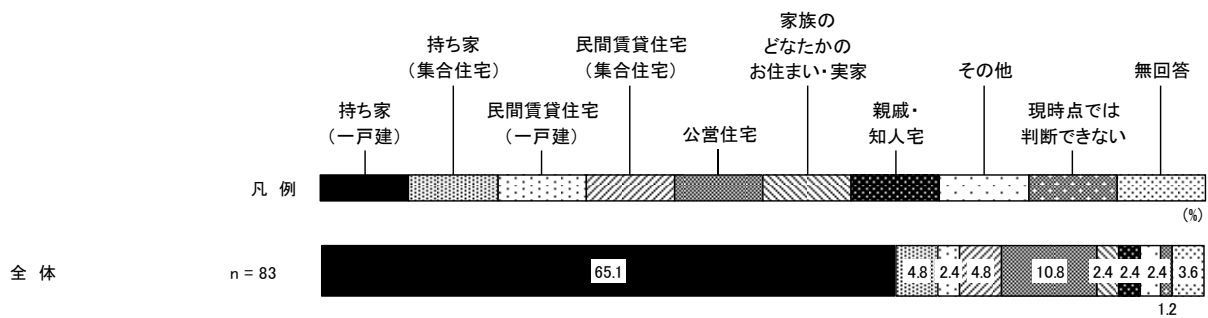 持ち家
(一戸建)
持ち家
(集合住宅)
民間賃貸住宅
(一戸建)
民間賃貸住宅
(集合住宅)
公営住宅
家族の
どなたかの
お住まい・実家
親戚・
知人宅
その他
現時点では
判断できない
無回答
凡 例
(%)
全 体
n = 83
65.1
4.8
2.4
4.8
10.8
2.4
2.4
2.4
1.2
3.6